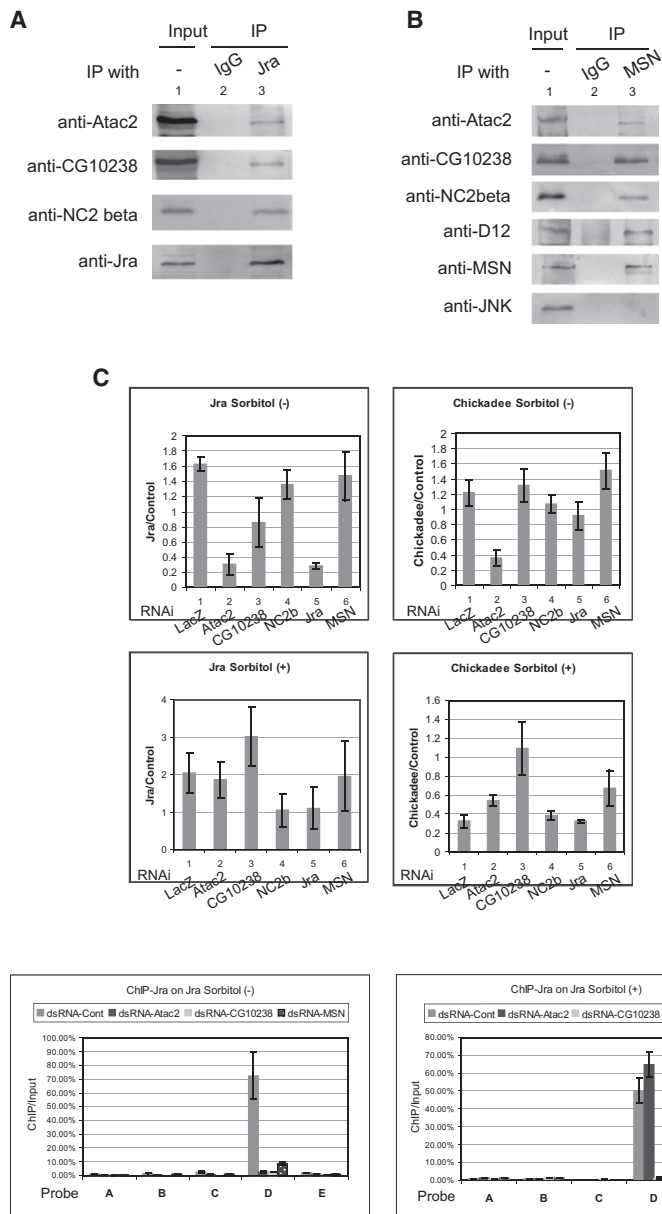 A
Input IP
IP with - IgG Jra
1 2 3
anti-Atac2
anti-CG10238
anti-NC2 beta
anti-Jra
B
Input IP
IP with - IgG MSN
1 2 3
anti-Atac2
anti-CG10238
anti-NC2beta
anti-D12
anti-MSN
anti-JNK
C
Jra Sorbitol (-)
Jra/Control
2
1.8
1.6
1.4
1.2
1
0.8
0.6
0.4
0.2
0
1 2 3 4 5 6
RNAi LacZ Atac2 CG10238 NC2b Jra MSN
Chickadee Sorbitol (-)
Chickadee/Control
2
1.8
1.6
1.4
1.2
1
0.8
0.6
0.4
0.2
0
1 2 3 4 5 6
RNAi LacZ Atac2 CG10238 NC2b Jra MSN
Jra Sorbitol (+)
Jra/Control
4
3
2
1
0
1 2 3 4 5 6
RNAi LacZ Atac2 CG10238 NC2b Jra MSN
Chickadee Sorbitol (+)
Chickadee/Control
1.6
1.4
1.2
1
0.8
0.6
0.4
0.2
0
1 2 3 4 5 6
RNAi LacZ Atac2 CG10238 NC2b Jra MSN
ChIP-Jra on Jra Sorbitol (-)
dsRNA-Cont dsRNA-Atac2 dsRNA-CG10238 dsRNA-MSN
ChIP/Input
100.00%
90.00%
80.00%
70.00%
60.00%
50.00%
40.00%
30.00%
20.00%
10.00%
0.00%
Probe A B C D E
ChIP-Jra on Jra Sorbitol (+)
dsRNA-Cont dsRNA-Atac2 dsRNA-CG10238
ChIP/Input
80.00%
70.00%
60.00%
50.00%
40.00%
30.00%
20.00%
10.00%
0.00%
Probe A B C D